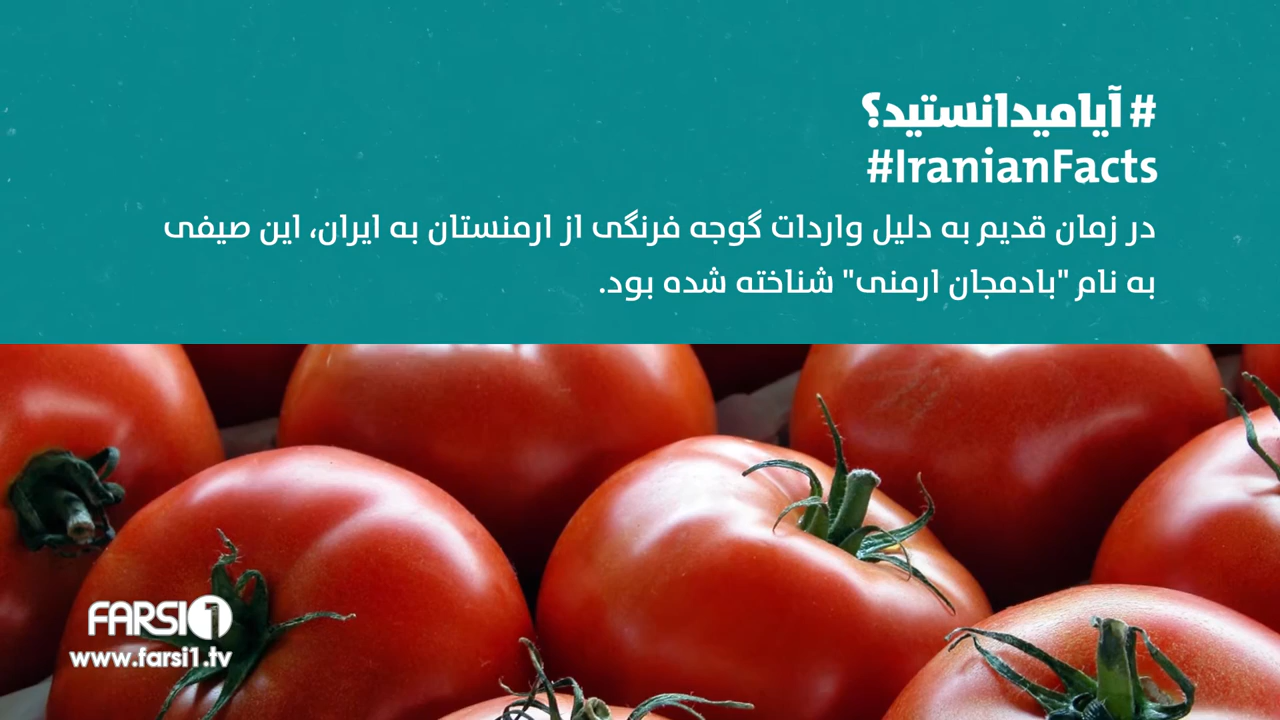 # آیامیدانستید؟
#IranianFacts
در زمان قدیم به دلیل واردات گوجه فرنگی از ارمنستان به ایران، این صیفی
به نام "بادمجان ارمنی" شناخته شده بود.
FARSI1
www.farsi1.tv